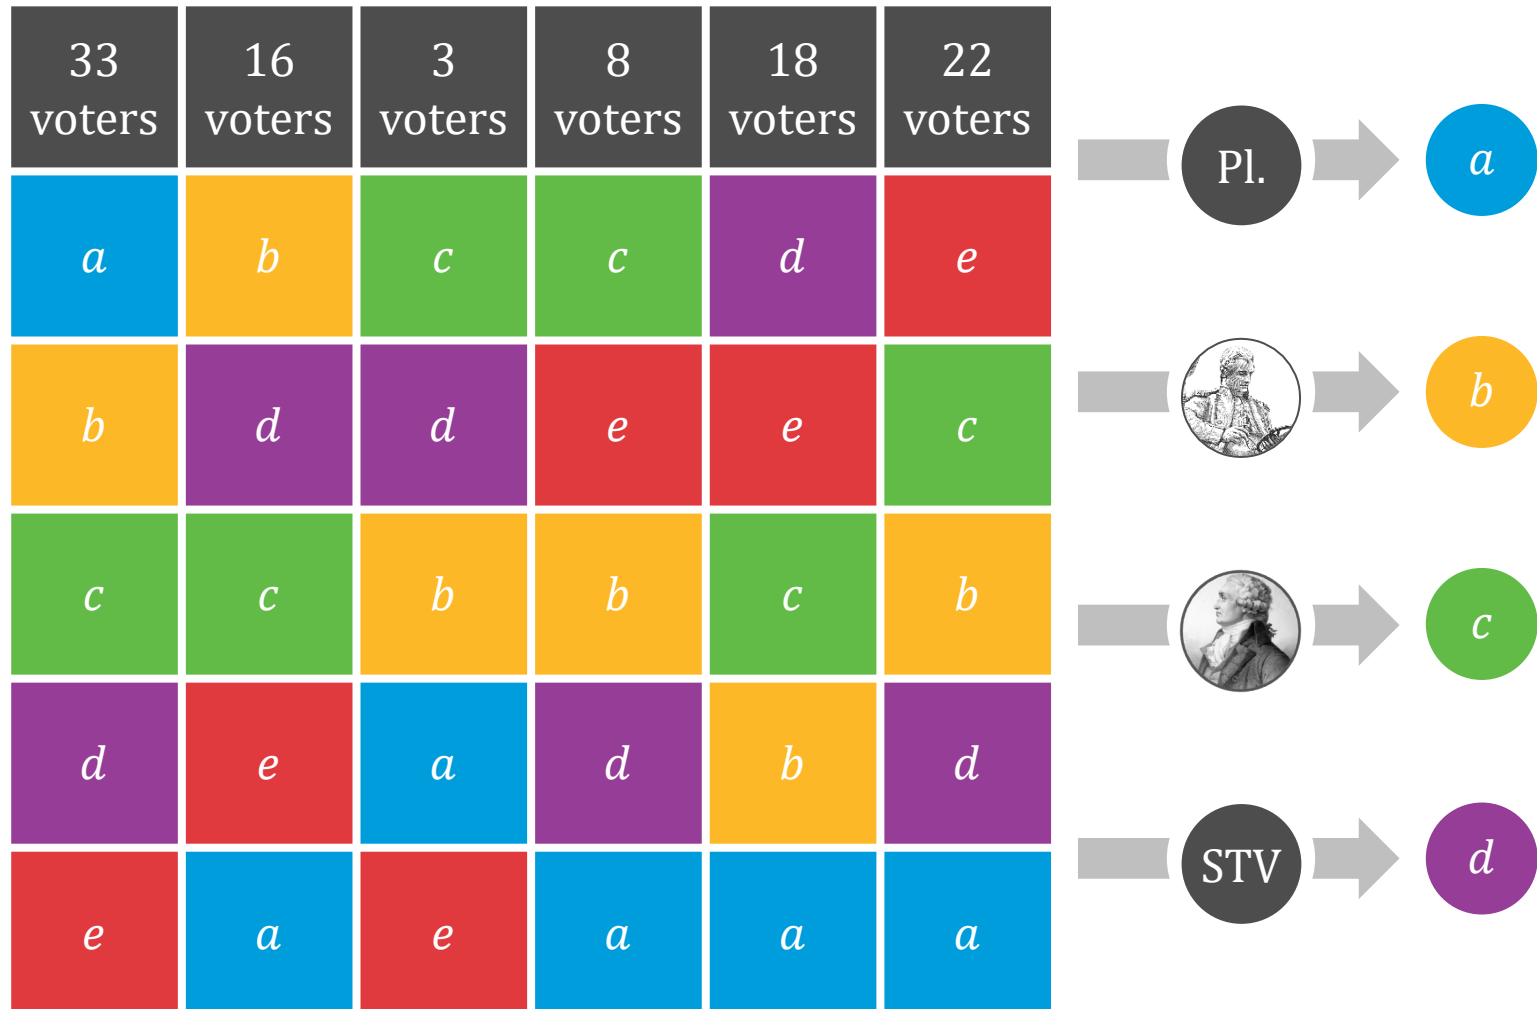 33 voters 16 voters 3 voters 8 voters 18 voters 22 voters
a b c c d e
b d d e e c
c c b b c b
d e a d b d
e a e a a a
Pl. a
b
c
STV d